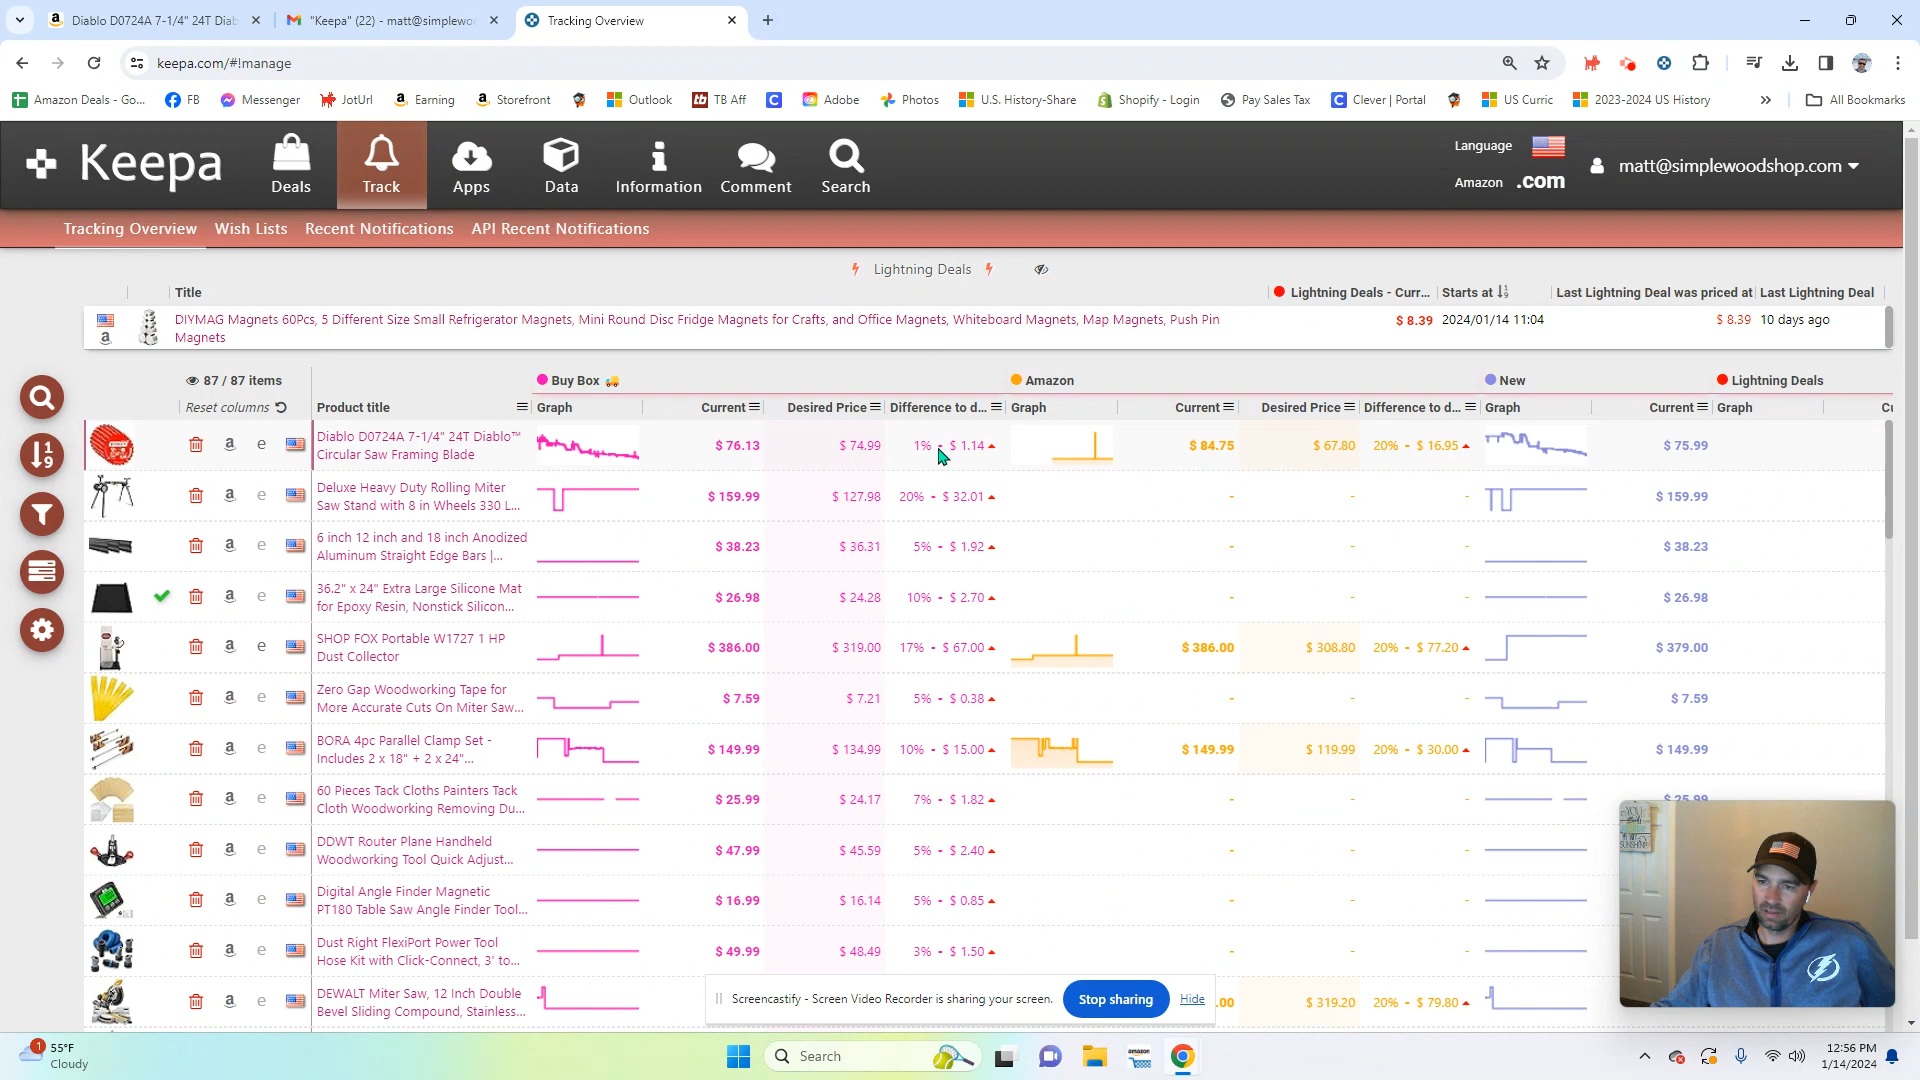 Diablo D0724A 7-1/4" 24T Diab
"Keepa" (22) - matt@simplewo
Tracking Overview
keepa.com/#!manage
Amazon Deals - Go... FB Messenger JotUrl Earning Storefront Outlook TB Aff Adobe Photos U.S. History-Share Shopify - Login Pay Sales Tax Clever | Portal US Curric 2023-2024 US History » All Bookmarks
Keepa
Deals
Track
Apps
Data
Information
Comment
Search
Language
Amazon .com
matt@simplewoodshop.com
Tracking Overview Wish Lists Recent Notifications API Recent Notifications
Lightning Deals
Title Lightning Deals - Curr... Starts at Last Lightning Deal was priced at Last Lightning Deal
DIYMAG Magnets 60Pcs, 5 Different Size Small Refrigerator Magnets, Mini Round Disc Fridge Magnets for Crafts, and Office Magnets, Whiteboard Magnets, Map Magnets, Push Pin
Magnets
$ 8.39 2024/01/14 11:04 $ 8.39 10 days ago
87 / 87 items Buy Box Amazon New Lightning Deals
Reset columns Product title Graph Current Desired Price Difference to d... Graph Current Desired Price Difference to d... Graph Current Graph Cu
Diablo D0724A 7-1/4" 24T Diablo™
Circular Saw Framing Blade
$ 76.13 $ 74.99 1% - $ 1.14 $ 84.75 $ 67.80 20% - $ 16.95 $ 75.99
Deluxe Heavy Duty Rolling Miter
Saw Stand with 8 in Wheels 330 L...
$ 159.99 $ 127.98 20% - $ 32.01 - - - $ 159.99
6 inch 12 inch and 18 inch Anodized
Aluminum Straight Edge Bars |...
$ 38.23 $ 36.31 5% - $ 1.92 - - - $ 38.23
36.2" x 24" Extra Large Silicone Mat
for Epoxy Resin, Nonstick Silicon...
$ 26.98 $ 24.28 10% - $ 2.70 - - - $ 26.98
SHOP FOX Portable W1727 1 HP
Dust Collector
$ 386.00 $ 319.00 17% - $ 67.00 $ 386.00 $ 308.80 20% - $ 77.20 $ 379.00
Zero Gap Woodworking Tape for
More Accurate Cuts On Miter Saw...
$ 7.59 $ 7.21 5% - $ 0.38 - - - $ 7.59
BORA 4pc Parallel Clamp Set -
Includes 2 x 18" + 2 x 24"...
$ 149.99 $ 134.99 10% - $ 15.00 $ 149.99 $ 119.99 20% - $ 30.00 $ 149.99
60 Pieces Tack Cloths Painters Tack
Cloth Woodworking Removing Du...
$ 25.99 $ 24.17 7% - $ 1.82 - - - $ 25.99
DDWT Router Plane Handheld
Woodworking Tool Quick Adjust...
$ 47.99 $ 45.59 5% - $ 2.40 - - -
Digital Angle Finder Magnetic
PT180 Table Saw Angle Finder Tool...
$ 16.99 $ 16.14 5% - $ 0.85 - - -
Dust Right FlexiPort Power Tool
Hose Kit with Click-Connect, 3' to...
$ 49.99 $ 48.49 3% - $ 1.50 - - -
DEWALT Miter Saw, 12 Inch Double
Bevel Sliding Compound, Stainless...
.00 $ 319.20 20% - $ 79.80
Screencastify - Screen Video Recorder is sharing your screen. Stop sharing Hide
1 55°F
Cloudy
Search
amazon
12:56 PM
1/14/2024